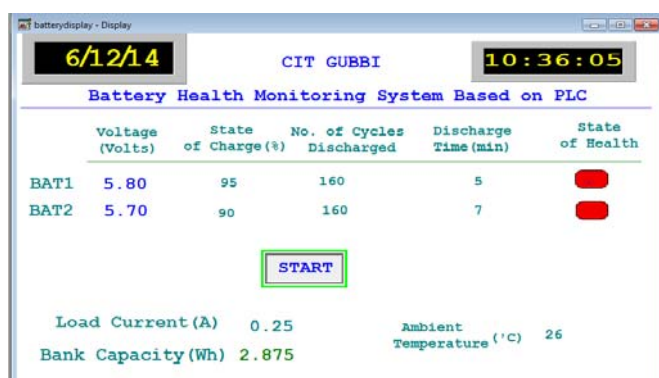 batterydisplay - Display
6/12/14 CIT GUBBI 10:36:05
Battery Health Monitoring System Based on PLC
Voltage State No. of Cycles Discharge State
(Volts) of Charge(%) Discharged Time(min) of Health
BAT1 5.80 95 160 5
BAT2 5.70 90 160 7
START
Load Current(A) 0.25
Ambient
Temperature('C) 26
Bank Capacity(Wh) 2.875